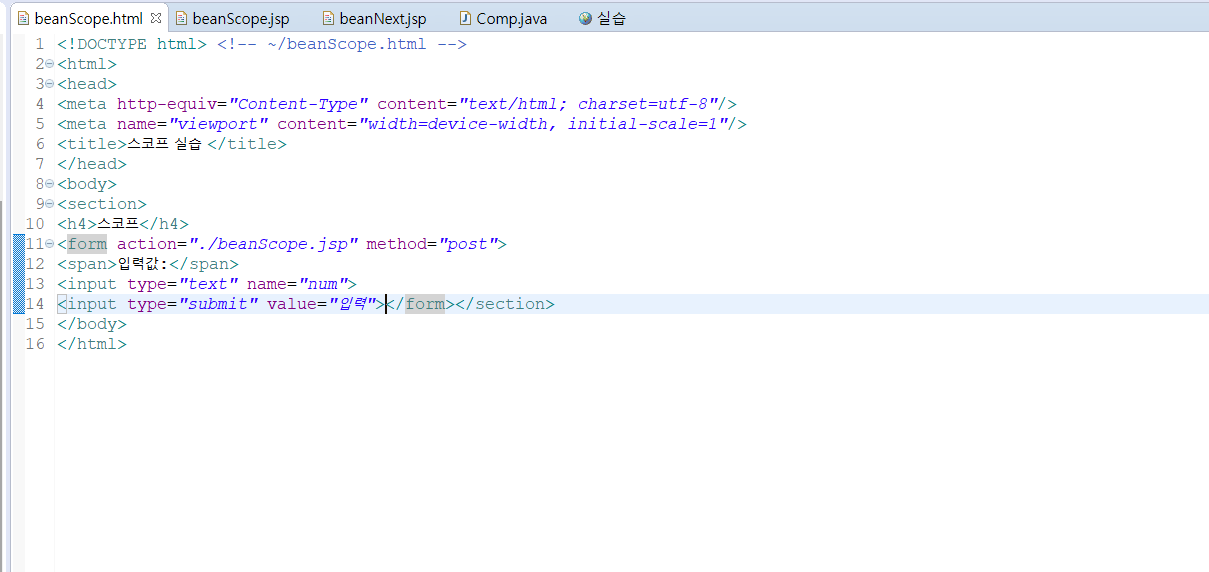 beanScope.html beanScope.jsp beanNext.jsp Comp.java 실습
1 <!DOCTYPE html> <!-- ~/beanScope.html -->
2 <html>
3 <head>
4 <meta http-equiv="Content-Type" content="text/html; charset=utf-8"/>
5 <meta name="viewport" content="width=device-width, initial-scale=1"/>
6 <title>스코프 실습 </title>
7 </head>
8 <body>
9 <section>
10 <h4>스코프</h4>
11 <form action="./beanScope.jsp" method="post">
12 <span>입력값:</span>
13 <input type="text" name="num">
14 <input type="submit" value="입력"></form></section>
15 </body>
16 </html>